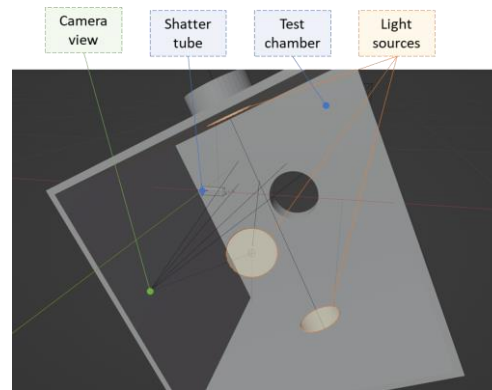 Camera
view
Shatter
tube
Test
chamber
Light
sources